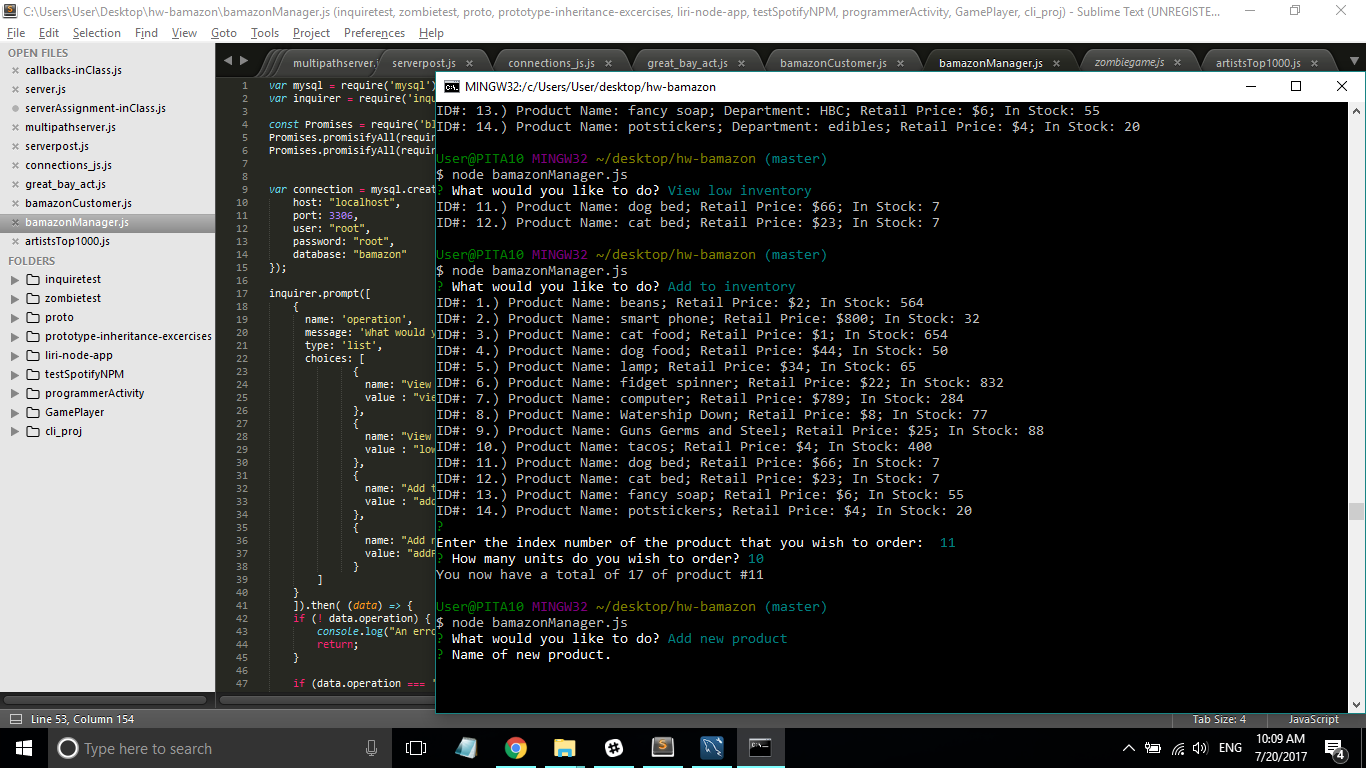 C:\Users\User\Desktop\hw-bamazon\bamazonManager.js (inquiretest, zombietest, proto, prototype-inheritance-excercises, liri-node-app, testSpotifyNPM, programmerActivity, GamePlayer, cli_proj) - Sublime Text (UNREGISTE...
File Edit Selection Find View Goto Tools Project Preferences Help
OPEN FILES
callbacks-inClass.js
server.js
serverAssignment-inClass.js
multipathserver.js
serverpost.js
connections_js.js
great_bay_act.js
bamazonCustomer.js
bamazonManager.js
artistsTop1000.js
FOLDERS
inquiretest
zombietest
proto
prototype-inheritance-excercises
liri-node-app
testSpotifyNPM
programmerActivity
GamePlayer
cli_proj
multipathserver.j serverpost.js connections_js.js great_bay_act.js bamazonCustomer.js bamazonManager.js zombiegame.js artistsTop1000.js
1 var mysql = require('mysql')
2 var inquirer = require('inqu
3
4 const Promises = require('bl
5 Promises.promisifyAll(requir
6 Promises.promisifyAll(requir
7
8
9 var connection = mysql.creat
10 host: "localhost",
11 port: 3306,
12 user: "root",
13 password: "root",
14 database: "bamazon"
15 });
16
17 inquirer.prompt([
18 {
19 name: 'operation',
20 message: 'What would y
21 type: 'list',
22 choices: [
23 {
24 name: "View
25 value : "vie
26 },
27 {
28 name: "View
29 value : "low
30 },
31 {
32 name: "Add t
33 value : "add
34 },
35 {
36 name: "Add n
37 value: "addP
38 }
39 ]
40 }
41 ]).then( (data) => {
42 if (! data.operation) {
43 console.log("An erro
44 return;
45 }
46
47 if (data.operation === '
MINGW32:/c/Users/User/desktop/hw-bamazon
ID#: 13.) Product Name: fancy soap; Department: HBC; Retail Price: $6; In Stock: 55
ID#: 14.) Product Name: potstickers; Department: edibles; Retail Price: $4; In Stock: 20
User@PITA10 MINGW32 ~/desktop/hw-bamazon (master)
$ node bamazonManager.js
? What would you like to do? View low inventory
ID#: 11.) Product Name: dog bed; Retail Price: $66; In Stock: 7
ID#: 12.) Product Name: cat bed; Retail Price: $23; In Stock: 7
User@PITA10 MINGW32 ~/desktop/hw-bamazon (master)
$ node bamazonManager.js
? What would you like to do? Add to inventory
ID#: 1.) Product Name: beans; Retail Price: $2; In Stock: 564
ID#: 2.) Product Name: smart phone; Retail Price: $800; In Stock: 32
ID#: 3.) Product Name: cat food; Retail Price: $1; In Stock: 654
ID#: 4.) Product Name: dog food; Retail Price: $44; In Stock: 50
ID#: 5.) Product Name: lamp; Retail Price: $34; In Stock: 65
ID#: 6.) Product Name: fidget spinner; Retail Price: $22; In Stock: 832
ID#: 7.) Product Name: computer; Retail Price: $789; In Stock: 284
ID#: 8.) Product Name: Watership Down; Retail Price: $8; In Stock: 77
ID#: 9.) Product Name: Guns Germs and Steel; Retail Price: $25; In Stock: 88
ID#: 10.) Product Name: tacos; Retail Price: $4; In Stock: 400
ID#: 11.) Product Name: dog bed; Retail Price: $66; In Stock: 7
ID#: 12.) Product Name: cat bed; Retail Price: $23; In Stock: 7
ID#: 13.) Product Name: fancy soap; Retail Price: $6; In Stock: 55
ID#: 14.) Product Name: potstickers; Retail Price: $4; In Stock: 20
?
Enter the index number of the product that you wish to order: 11
? How many units do you wish to order? 10
You now have a total of 17 of product #11
User@PITA10 MINGW32 ~/desktop/hw-bamazon (master)
$ node bamazonManager.js
? What would you like to do? Add new product
? Name of new product.
Line 53, Column 154
Tab Size: 4 JavaScript
Type here to search
ENG
10:09 AM
7/20/2017
4